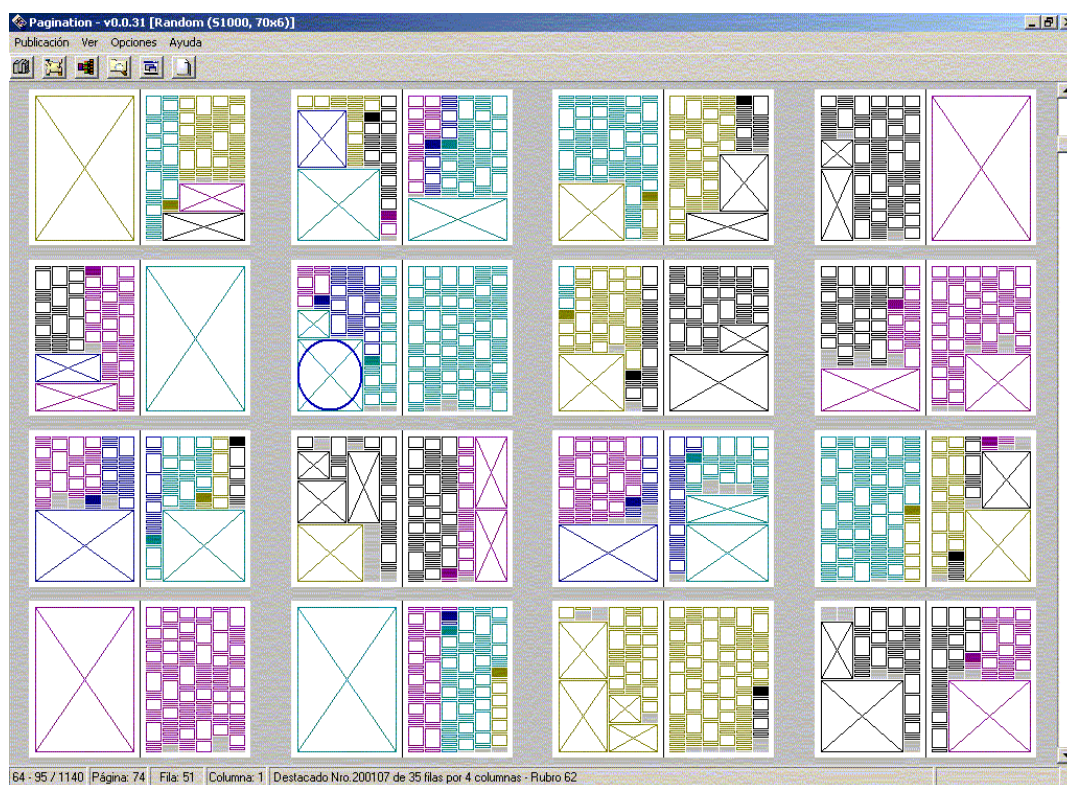 Pagination - v0.0.31 [Random (S1000, 70x6)]
Publicación Ver Opciones Ayuda
64 - 95 / 1140 Página: 74 Fila: 51 Columna: 1 Destacado Nro.200107 de 35 filas por 4 columnas - Rubro 62